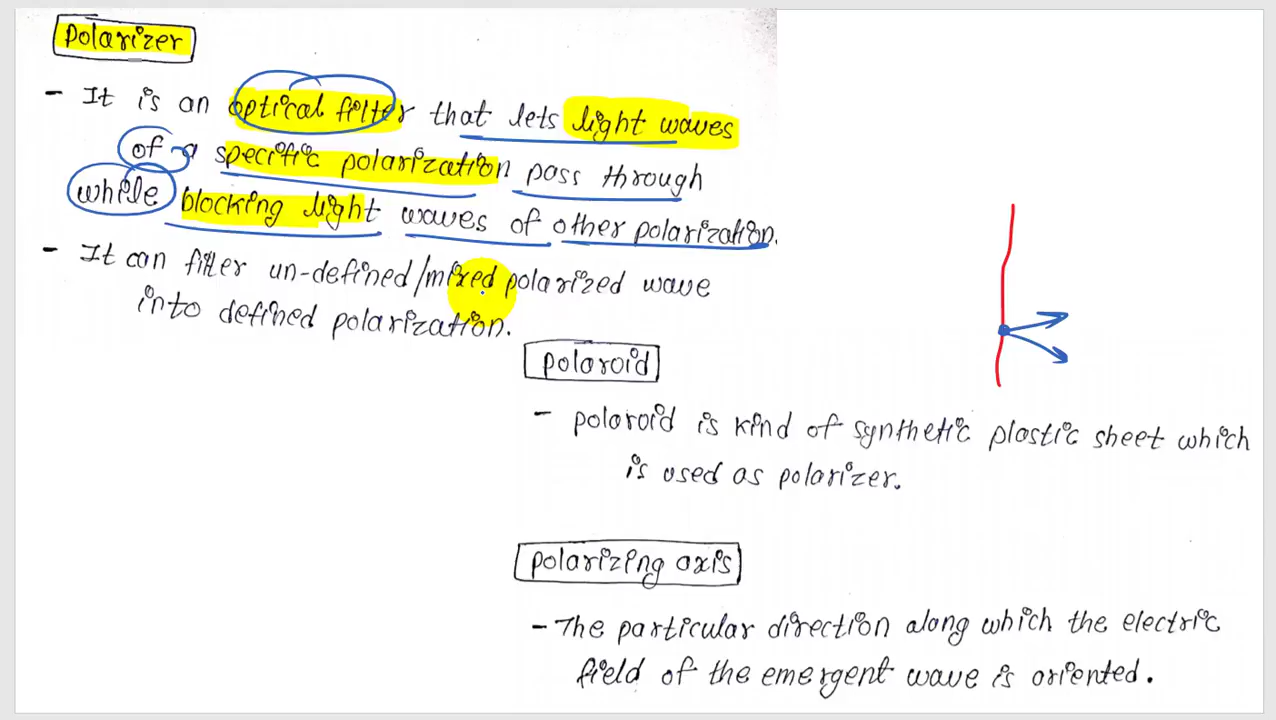 Polarizer
- It is an optical filter that lets light waves
of a specific polarization pass through
while blocking light waves of other polarization.
- It can filter un-defined/mixed polarized wave
into defined polarization.
polaroid
- polaroid is kind of synthetic plastic sheet which
is used as polarizer.
polarizing axis
- The particular direction along which the electric
field of the emergent wave is oriented.